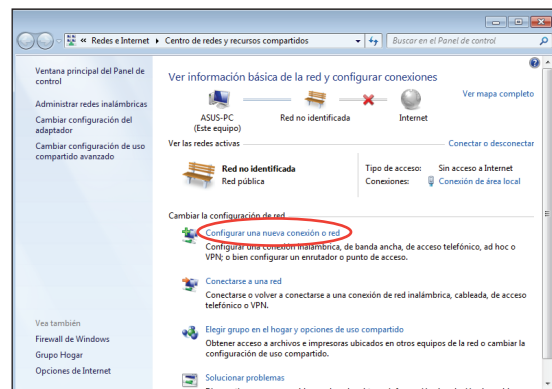 « Redes e Internet ▸ Centro de redes y recursos compartidos
Buscar en el Panel de control
Ventana principal del Panel de
control
Administrar redes inalámbricas
Cambiar configuración del
adaptador
Cambiar configuración de uso
compartido avanzado
Vea también
Firewall de Windows
Grupo Hogar
Opciones de Internet
Ver información básica de la red y configurar conexiones
Ver mapa completo
ASUS-PC
(Este equipo)
Red no identificada
Internet
Ver las redes activas
Conectar o desconectar
Red no identificada
Red pública
Tipo de acceso: Sin acceso a Internet
Conexiones: Conexión de área local
Cambiar la configuración de red
Configurar una nueva conexión o red
Configurar una conexión inalámbrica, de banda ancha, de acceso telefónico, ad hoc o
VPN; o bien configurar un enrutador o punto de acceso.
Conectarse a una red
Conectarse o volver a conectarse a una conexión de red inalámbrica, cableada, de acceso
telefónico o VPN.
Elegir grupo en el hogar y opciones de uso compartido
Obtener acceso a archivos e impresoras ubicados en otros equipos de la red o cambiar la
configuración de uso compartido.
Solucionar problemas